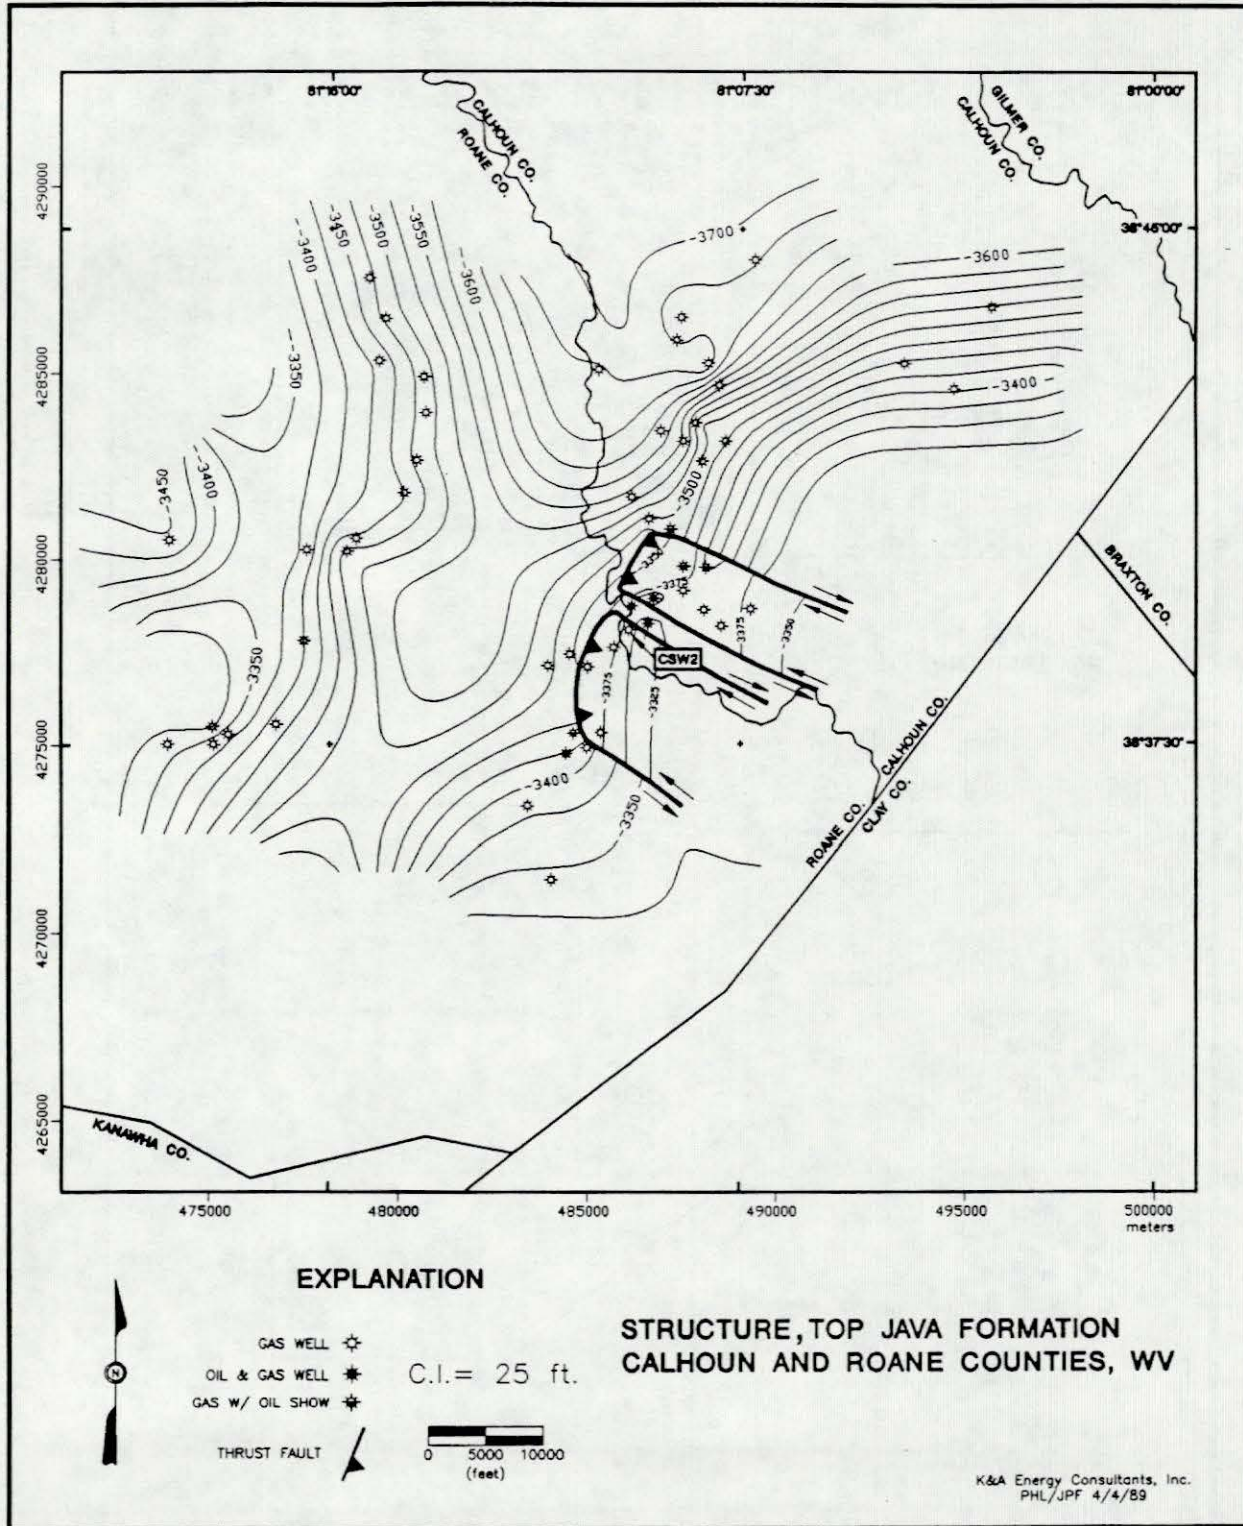 81°15'00"
81°07'30"
81°00'00"
CALHOUN CO.
ROANE CO.
GILMER CO.
CALHOUN CO.
4290000
38°45'00"
-3400
-3450
-3500
-3550
-3600
-3700
-3600
-3350
4285000
-3400
-3450
-3400
-3500
4280000
BRAXTON CO.
-3375
-3375
-3350
-3350
CSW2
-3375
-3325
4275000
38°37'30"
-3400
-3350
ROANE CO.
CALHOUN CO.
CLAY CO.
4270000
4265000
KANAWHA CO.
475000
480000
485000
490000
495000
500000
meters
EXPLANATION
N
GAS WELL
OIL & GAS WELL
GAS W/ OIL SHOW
THRUST FAULT
C.I.= 25 ft.
0 5000 10000
(feet)
STRUCTURE, TOP JAVA FORMATION
CALHOUN AND ROANE COUNTIES, WV
K&A Energy Consultants, Inc.
PHL/JPF 4/4/89